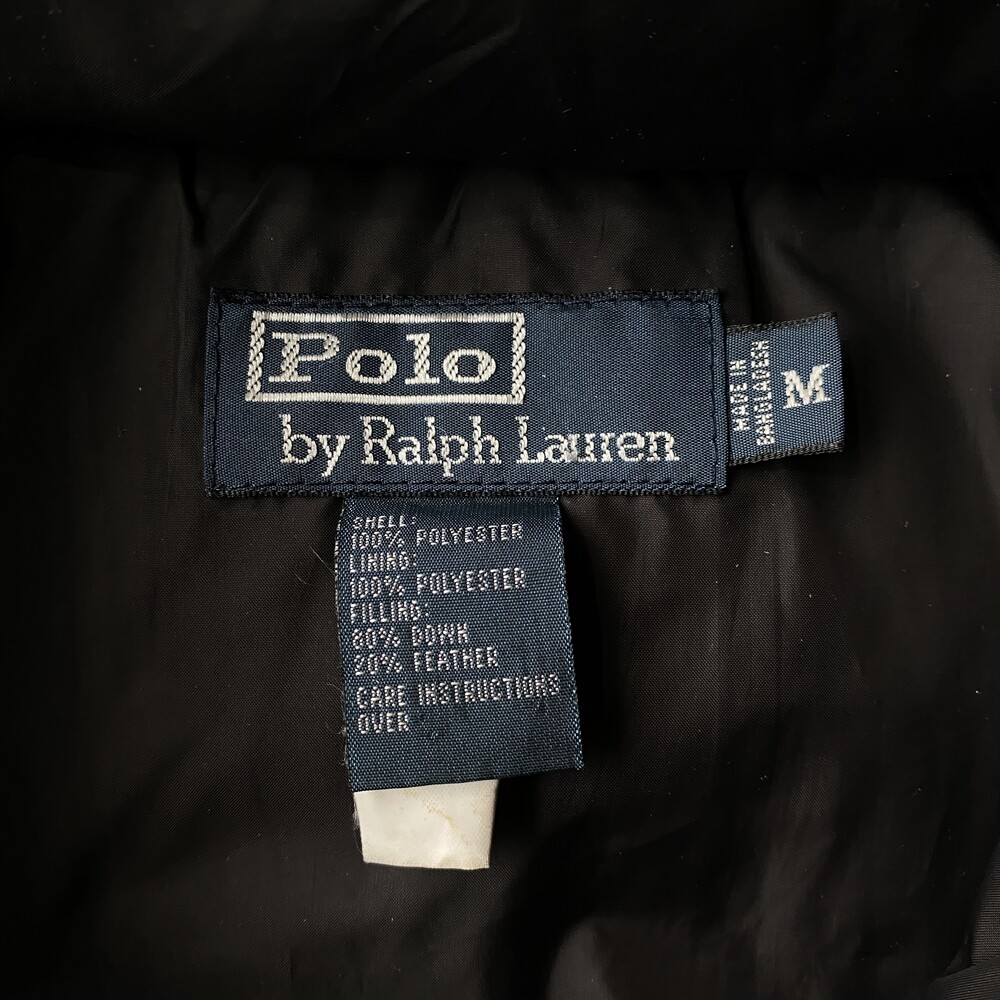 Polo
by Ralph Lauren
MADE IN
BANGLADESH
M
SHELL:
100% POLYESTER
LINING:
100% POLYESTER
FILLING:
80% DOWN
20% FEATHER
CARE INSTRUCTIONS
OVER